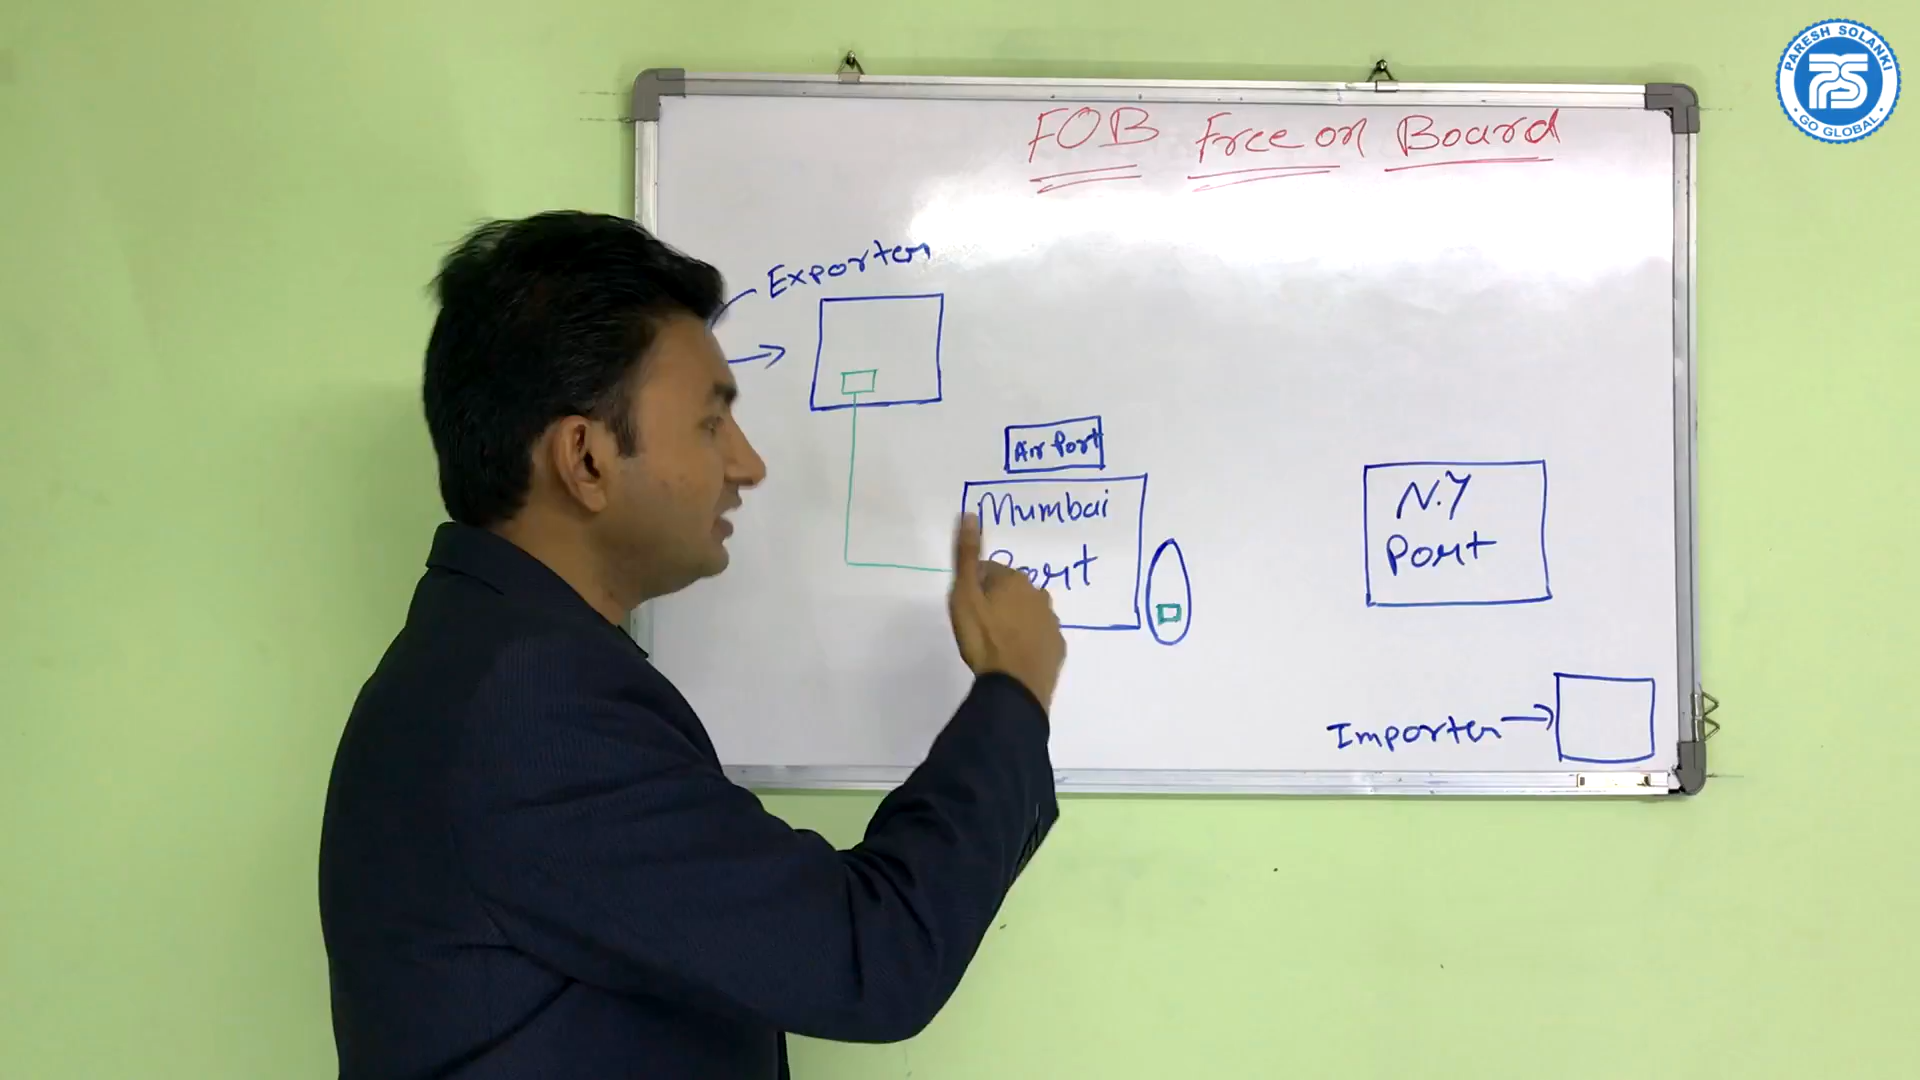 FOB Free on Board
Exporter
Air Port
Mumbai
Port
N.Y
Port
Importer
PARESH SOLANKI
PS
GO GLOBAL